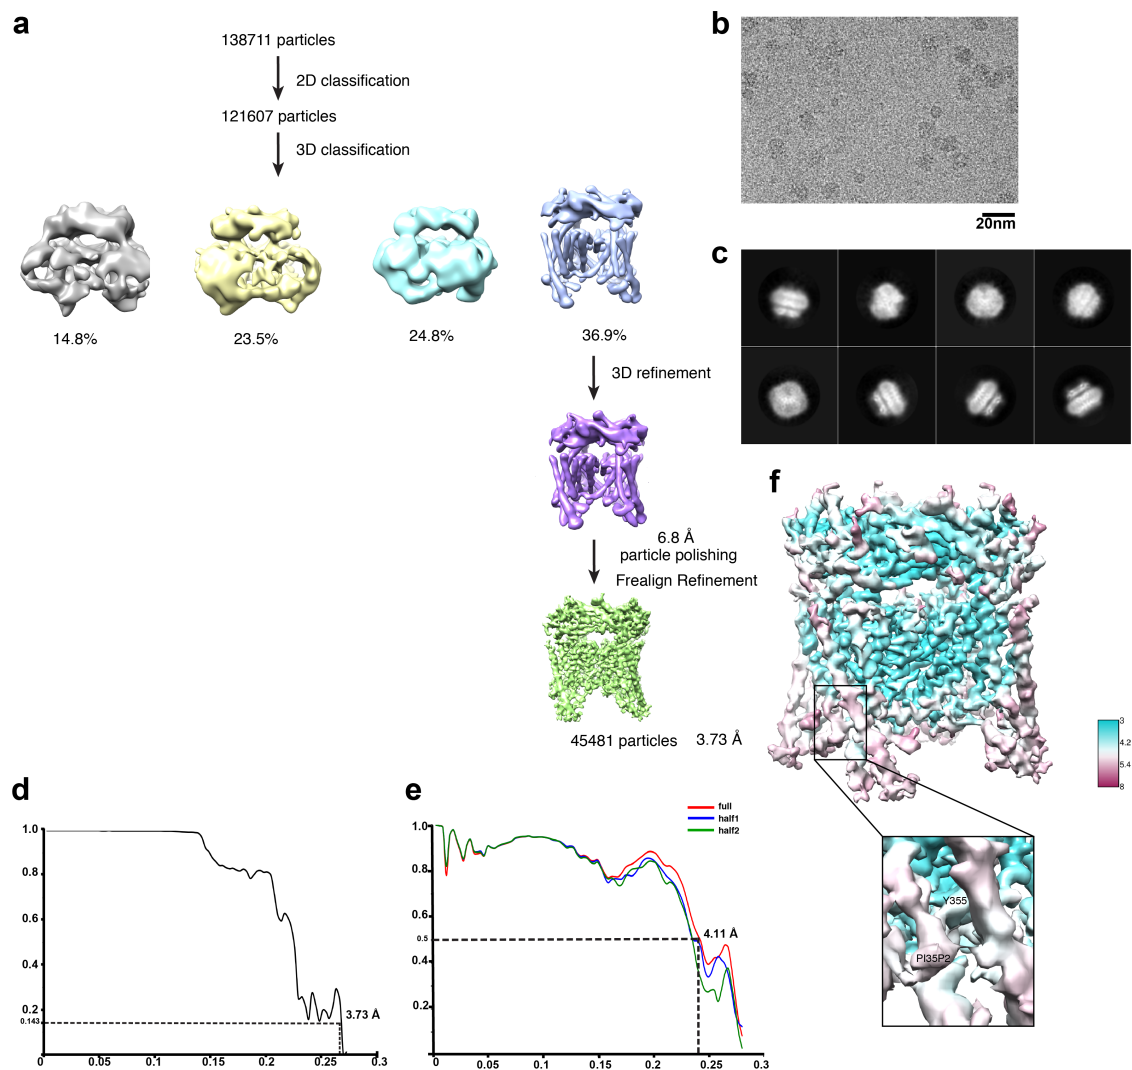 a
138711 particles
2D classification
121607 particles
3D classification
14.8%
23.5%
24.8%
36.9%
3D refinement
6.8 Å
particle polishing
Frealign Refinement
45481 particles
3.73 Å
b
20nm
c
d
1.0
0.8
0.6
0.4
0.2
0.143
3.73 Å
0
0.05
0.1
0.15
0.2
0.25
0.3
e
full
half1
half2
1.0
0.8
0.6
0.5
0.4
0.2
4.11 Å
0
0.05
0.1
0.15
0.2
0.25
0.3
f
3
4.2
5.4
8
Y355
PI35P2